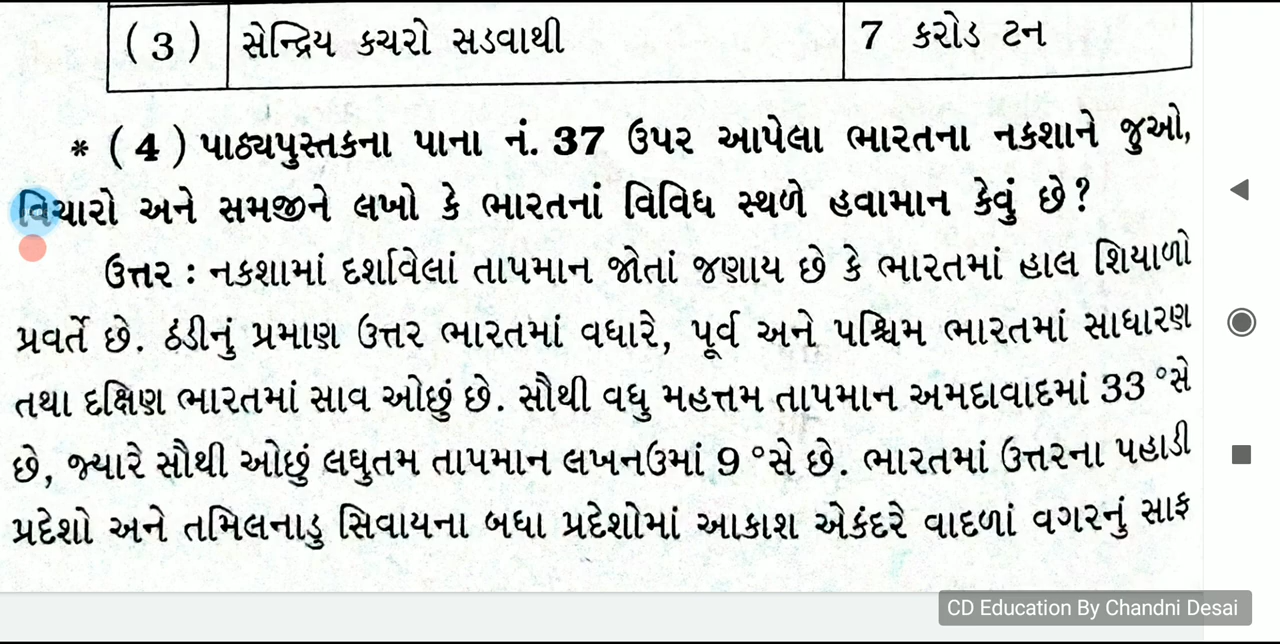 (3) સેન્દ્રિય કચરો સડવાથી 7 કરોડ ટન
* (4) પાઠ્યપુસ્તકના પાના નં. 37 ઉપર આપેલા ભારતના નકશાને જુઓ,
વિચારો અને સમજીને લખો કે ભારતનાં વિવિધ સ્થળે હવામાન કેવું છે?
ઉત્તર : નકશામાં દર્શાવેલાં તાપમાન જોતાં જણાય છે કે ભારતમાં હાલ શિયાળો
પ્રવર્તે છે. ઠંડીનું પ્રમાણ ઉત્તર ભારતમાં વધારે, પૂર્વ અને પશ્ચિમ ભારતમાં સાધારણ
તથા દક્ષિણ ભારતમાં સાવ ઓછું છે. સૌથી વધુ મહત્તમ તાપમાન અમદાવાદમાં 33 °સે
છે, જ્યારે સૌથી ઓછું લઘુતમ તાપમાન લખનઉમાં 9 °સે છે. ભારતમાં ઉત્તરના પહાડી
પ્રદેશો અને તમિલનાડુ સિવાયના બધા પ્રદેશોમાં આકાશ એકંદરે વાદળાં વગરનું સાફ
CD Education By Chandni Desai